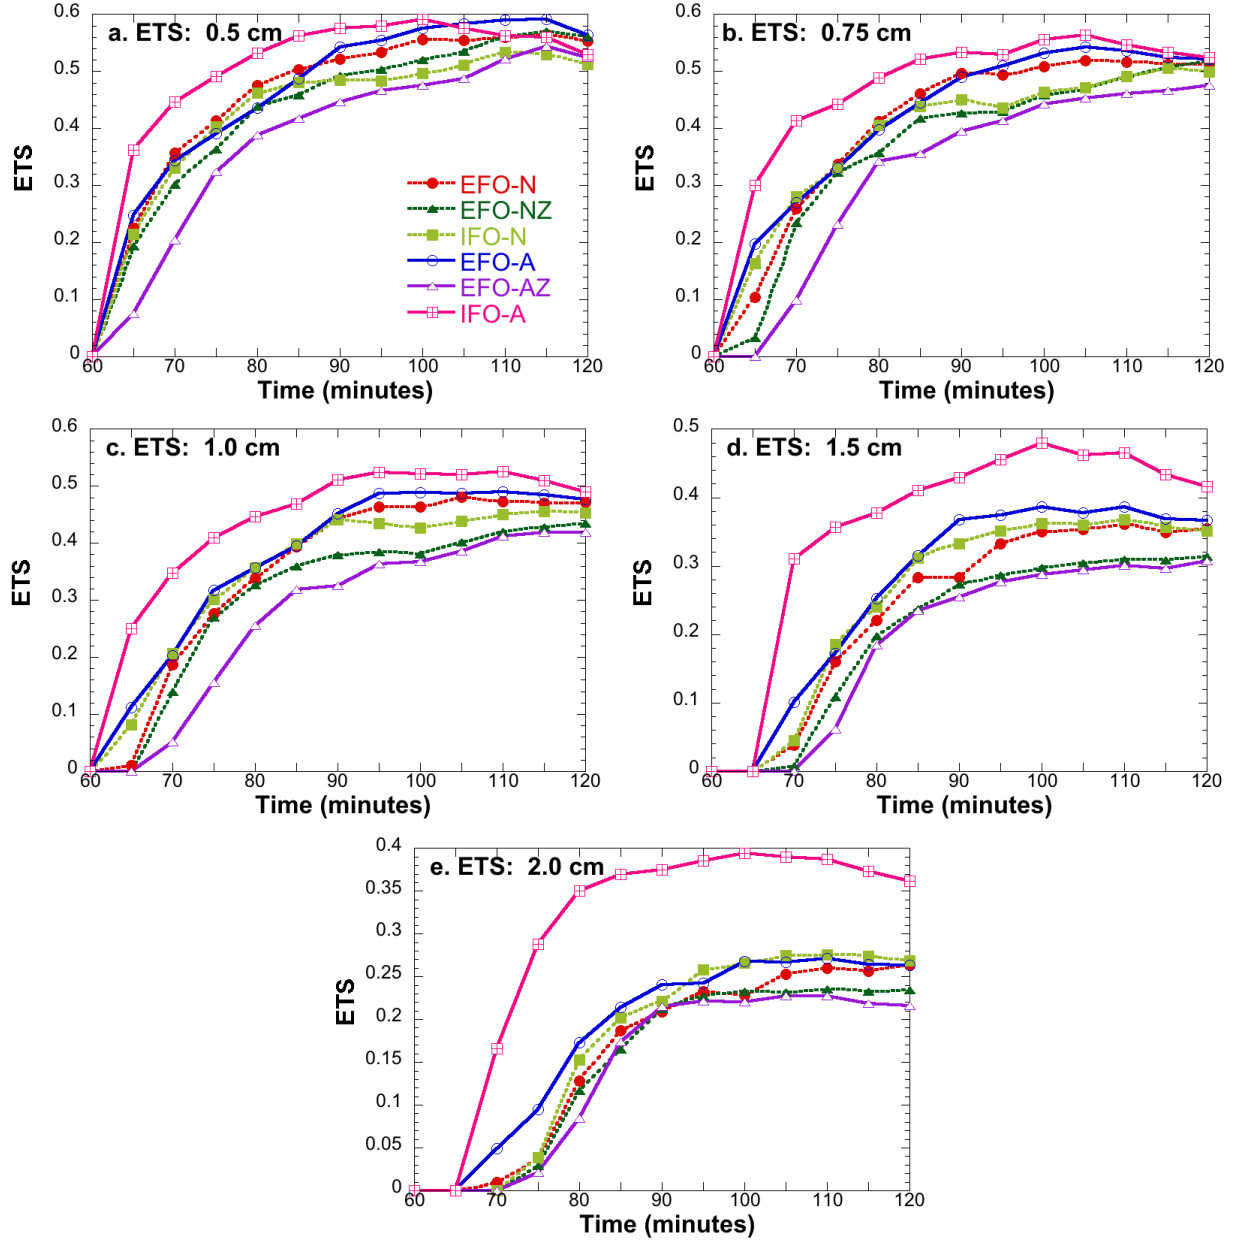 a. ETS: 0.5 cm
0.6
0.5
0.4
0.3
0.2
0.1
0
ETS
60 70 80 90 100 110 120
Time (minutes)
EFO-N
EFO-NZ
IFO-N
EFO-A
EFO-AZ
IFO-A
b. ETS: 0.75 cm
0.6
0.5
0.4
0.3
0.2
0.1
0
ETS
60 70 80 90 100 110 120
Time (minutes)
c. ETS: 1.0 cm
0.6
0.5
0.4
0.3
0.2
0.1
0
ETS
60 70 80 90 100 110 120
Time (minutes)
d. ETS: 1.5 cm
0.5
0.4
0.3
0.2
0.1
0
ETS
60 70 80 90 100 110 120
Time (minutes)
e. ETS: 2.0 cm
0.4
0.35
0.3
0.25
0.2
0.15
0.1
0.05
0
ETS
60 70 80 90 100 110 120
Time (minutes)